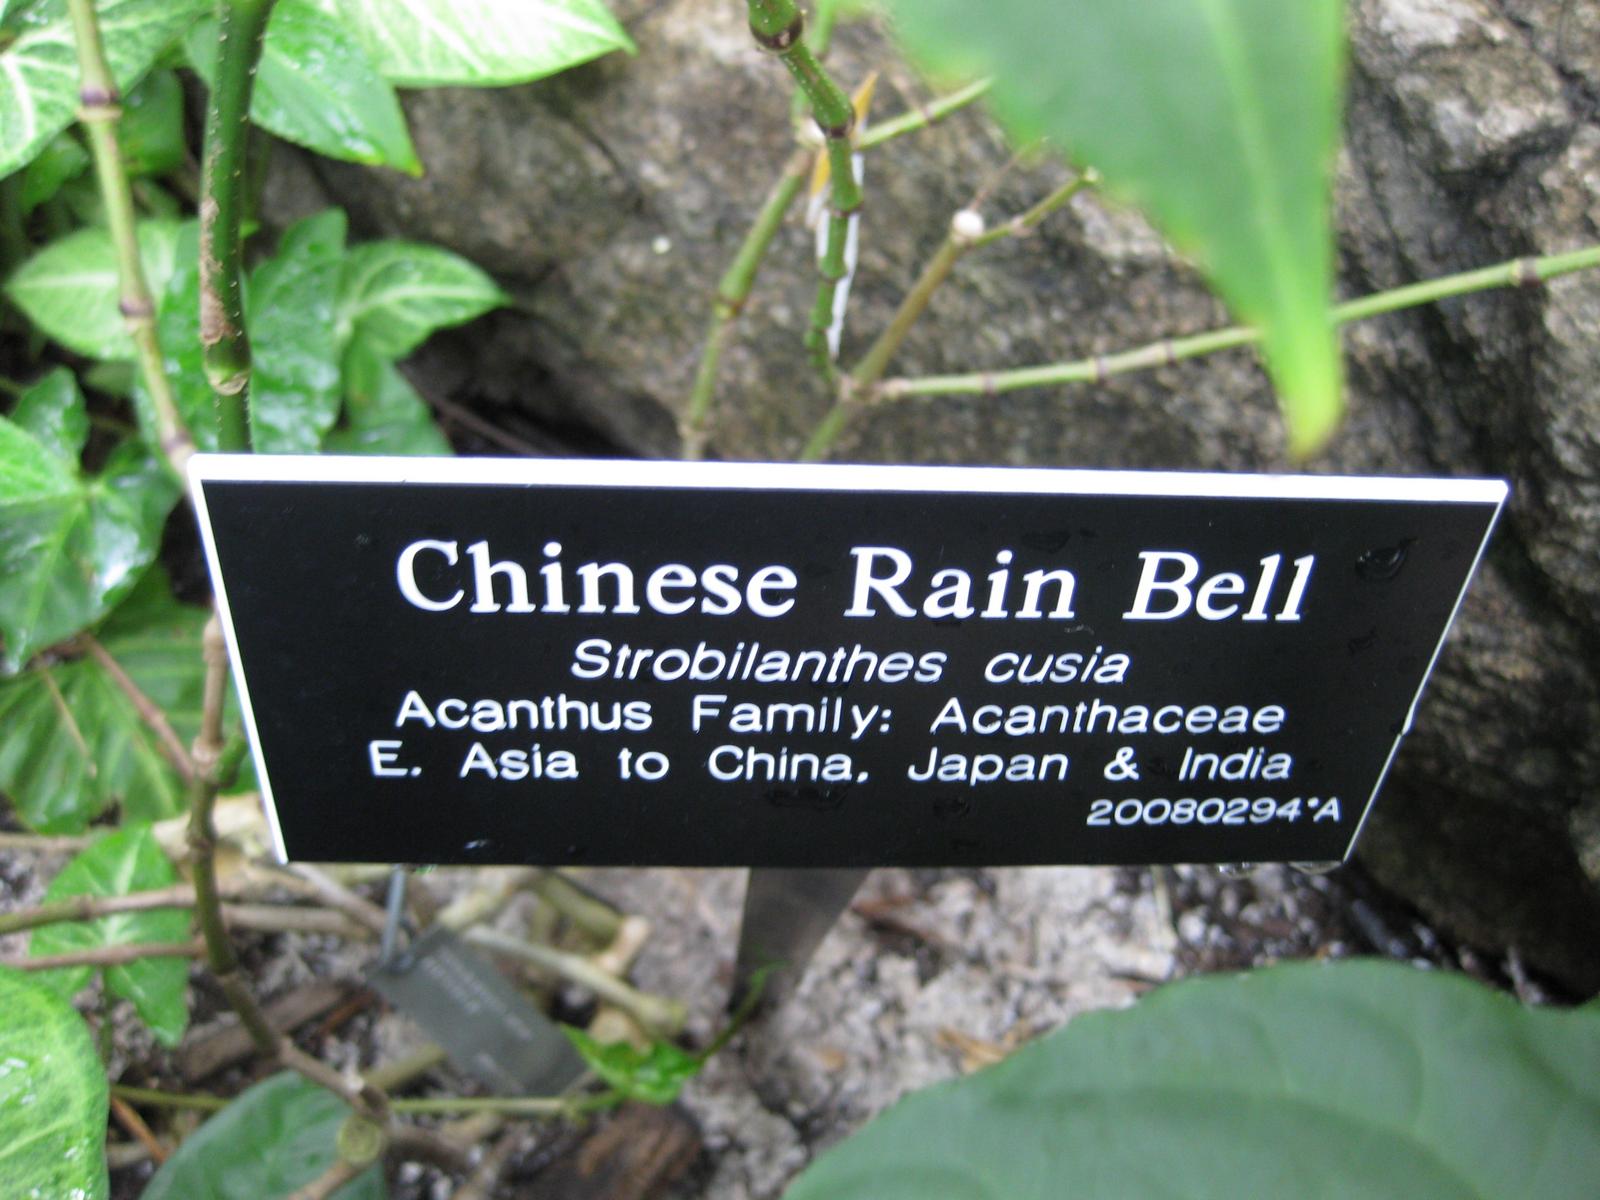 Chinese Rain Bell
Strobilanthes cusia
Acanthus Family: Acanthaceae
E. Asia to China, Japan & India
20080294*A